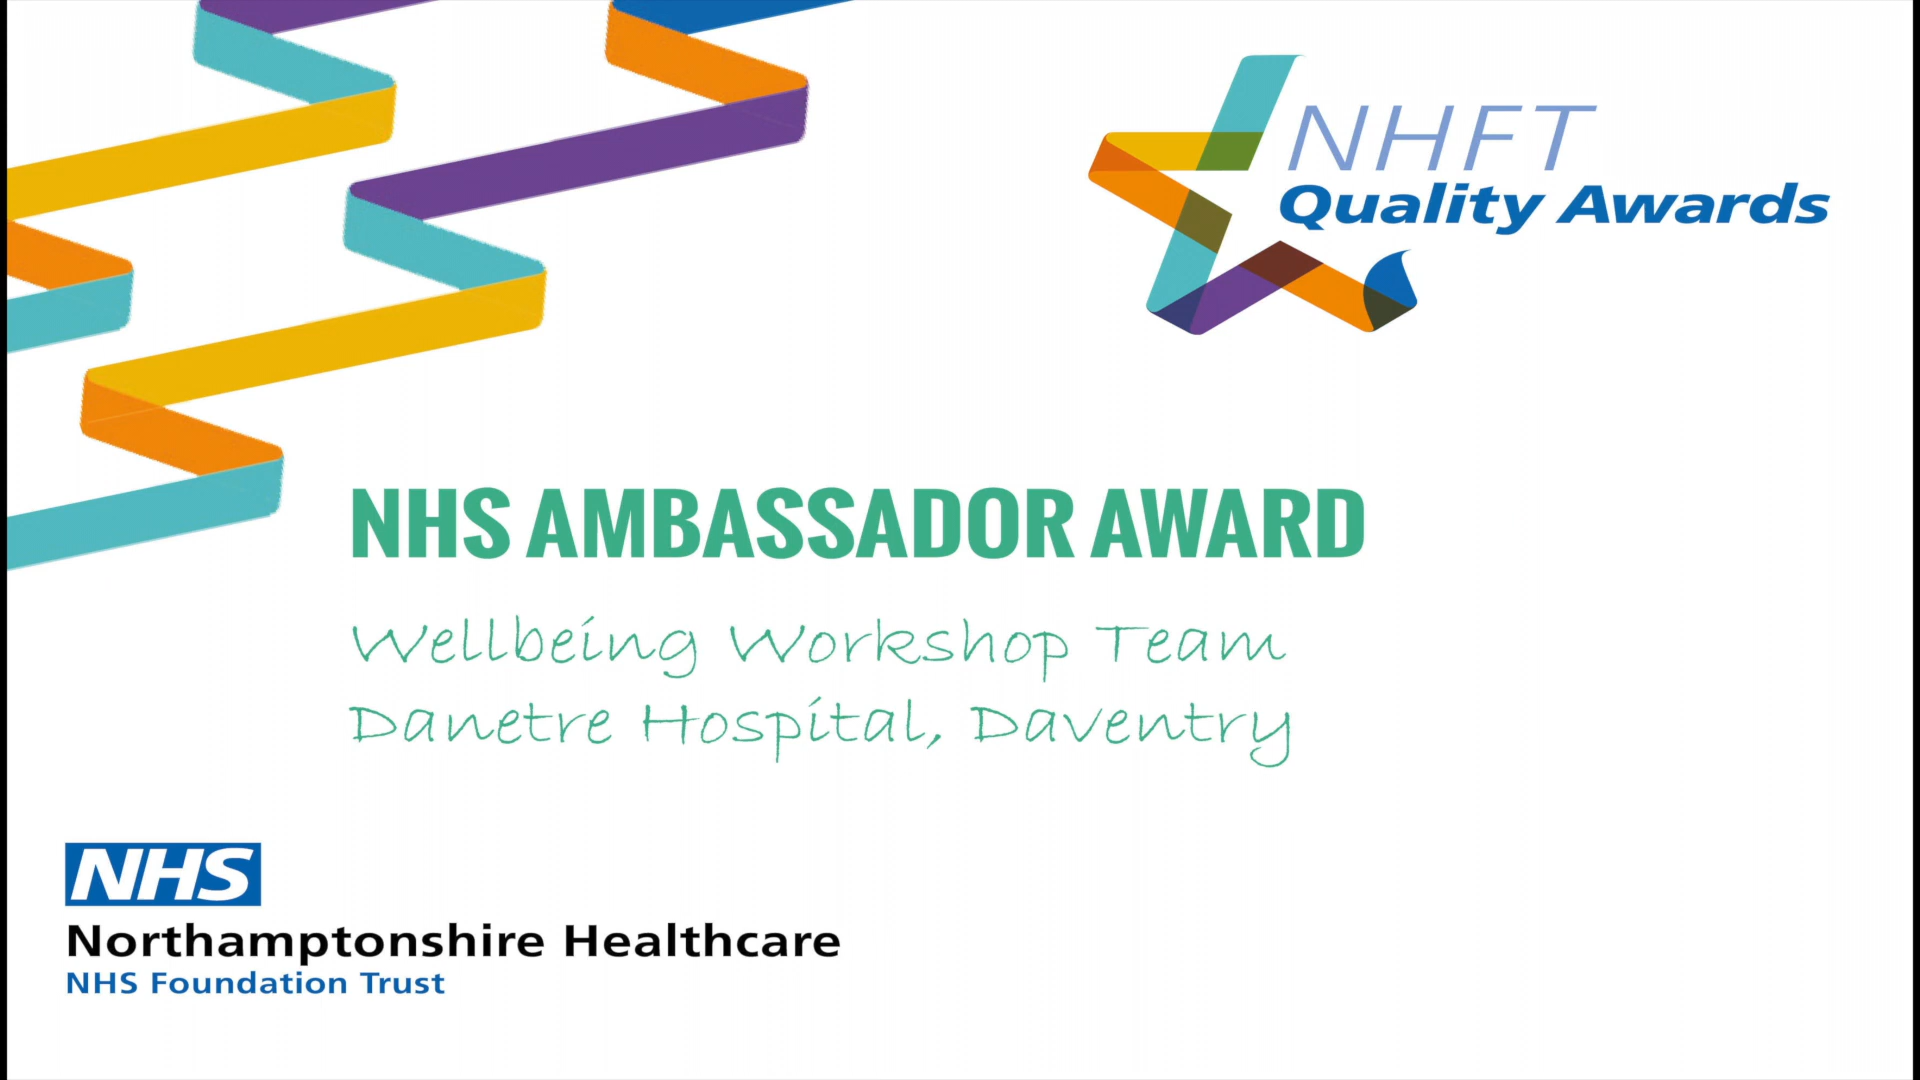 NHFT
Quality Awards
NHS AMBASSADOR AWARD
Wellbeing Workshop Team
Danetre Hospital, Daventry
NHS
Northamptonshire Healthcare
NHS Foundation Trust